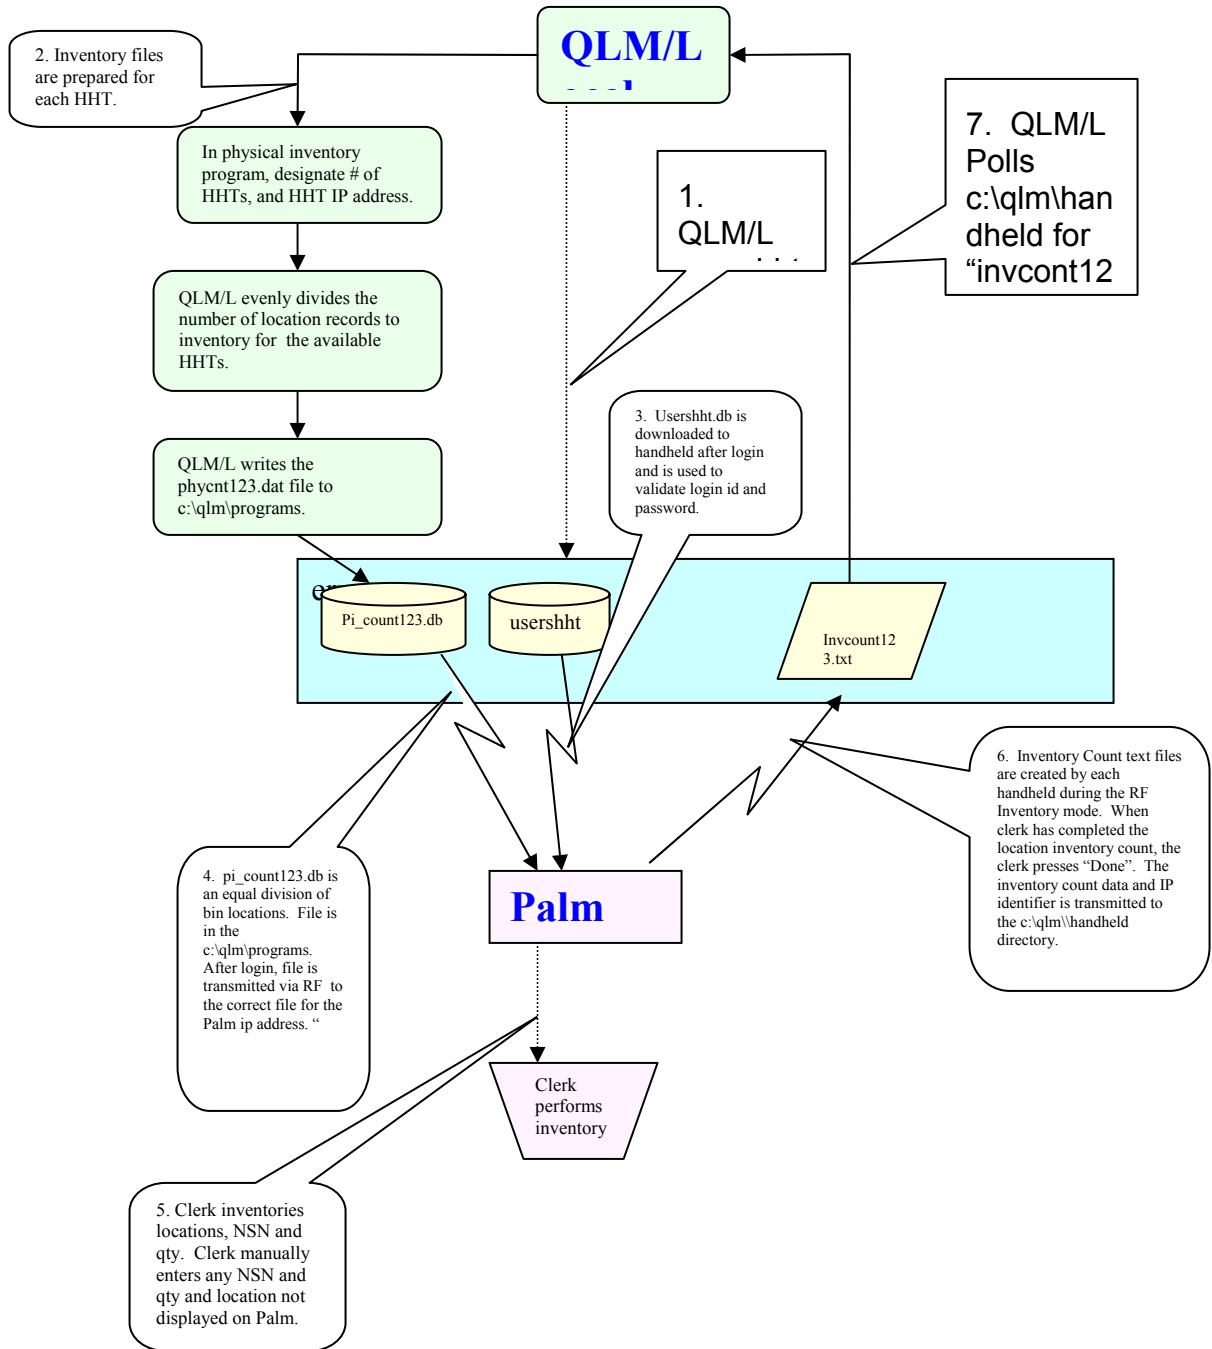 QLM/L
2. Inventory files
are prepared for
each HHT.
In physical inventory
program, designate # of
HHTs, and HHT IP address.
QLM/L evenly divides the
number of location records to
inventory for the available
HHTs.
QLM/L writes the
phycnt123.dat file to
c:\qlm\programs.
1.
QLM/L
7. QLM/L
Polls
c:\qlm\han
dheld for
“invcont12
3. Usershht.db is
downloaded to
handheld after login
and is used to
validate login id and
password.
Pi_count123.db
usershht
Invcount12
3.txt
4. pi_count123.db is
an equal division of
bin locations. File is
in the
c:\qlm\programs.
After login, file is
transmitted via RF to
the correct file for the
Palm ip address. “
Palm
6. Inventory Count text files
are created by each
handheld during the RF
Inventory mode. When
clerk has completed the
location inventory count, the
clerk presses “Done”. The
inventory count data and IP
identifier is transmitted to
the c:\qlm\\handheld
directory.
Clerk
performs
inventory
5. Clerk inventories
locations, NSN and
qty. Clerk manually
enters any NSN and
qty and location not
displayed on Palm.